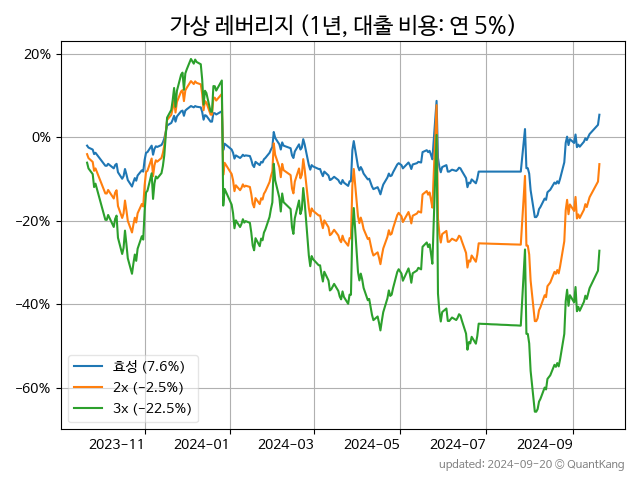 가상 레버리지 (1년, 대출 비용: 연 5%)
20%
0%
−20%
−40%
−60%
효성 (7.6%)
2x (−2.5%)
3x (−22.5%)
2023-11 2024-01 2024-03 2024-05 2024-07 2024-09
updated: 2024-09-20 © QuantKang